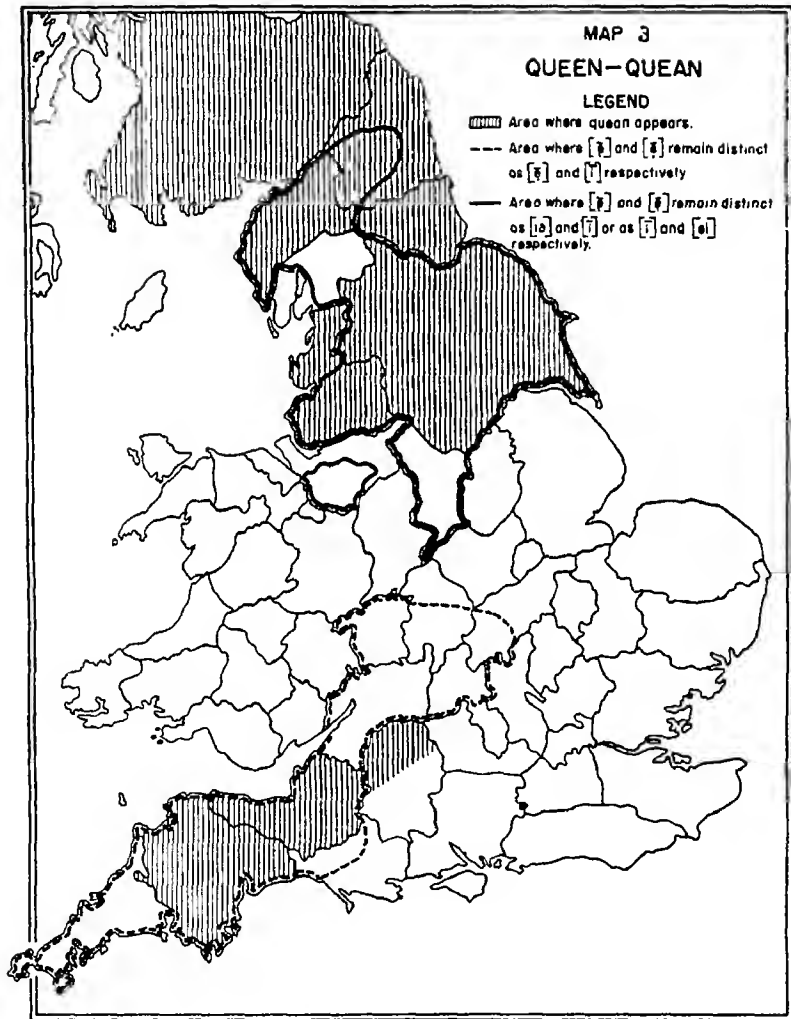 MAP 3
QUEEN–QUEAN
LEGEND
Area where quean appears.
Area where [ę̄] and [ẹ̄] remain distinct
as [ē] and [ī] respectively
Area where [ę̄] and [ẹ̄] remain distinct
as [iə] and [ī] or as [ī] and [ei]
respectively.